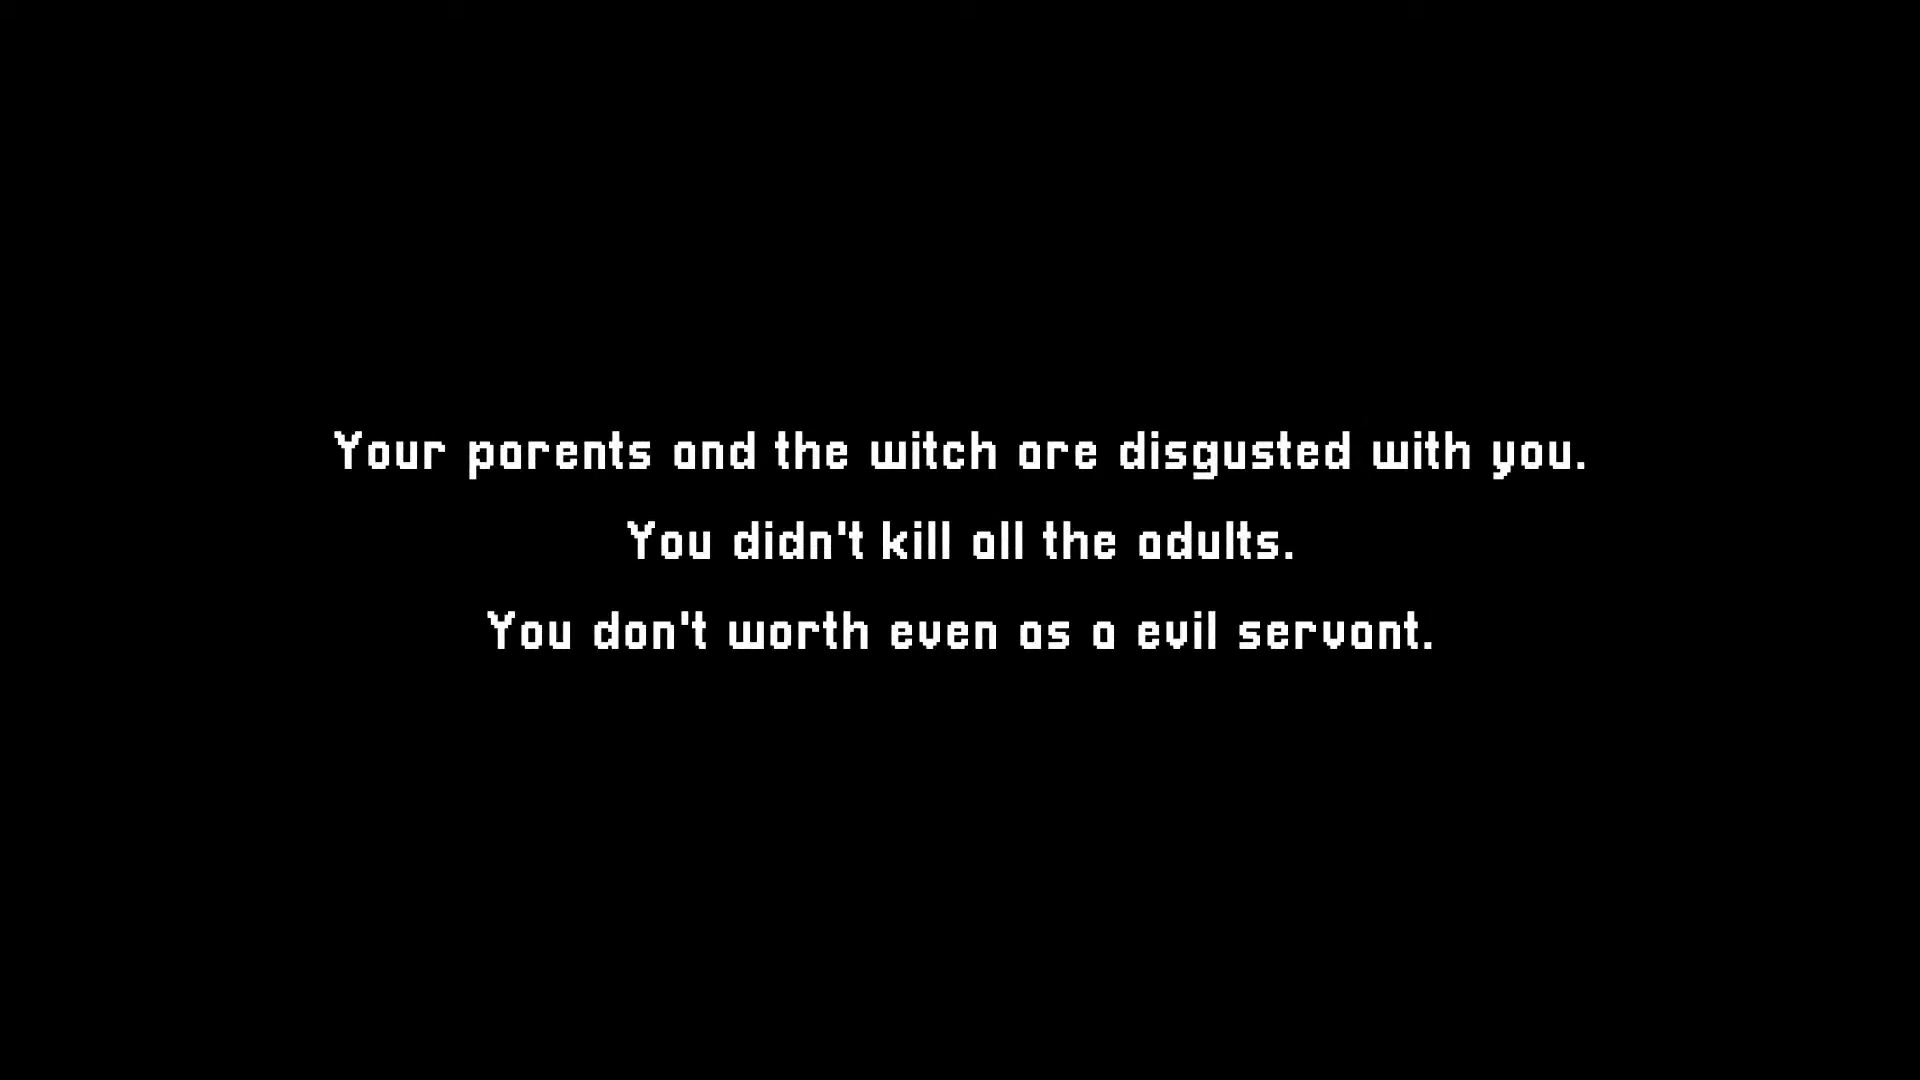 Your parents and the witch are disgusted with you.
You didn't kill all the adults.
You don't worth even as a evil servant.